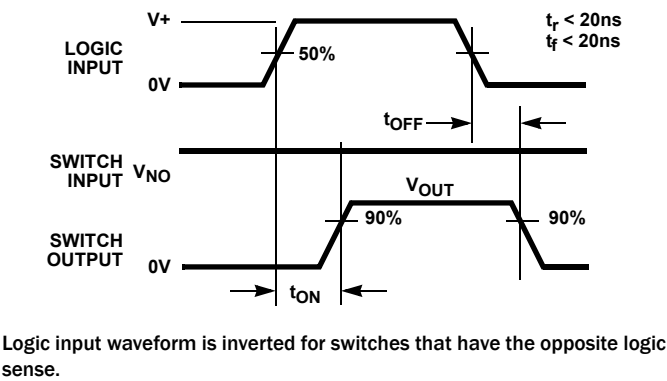 V+
LOGIC
INPUT
50%
0V
tr < 20ns
tf < 20ns
tOFF
SWITCH
INPUT
VNO
VOUT
90%
90%
SWITCH
OUTPUT
0V
tON
Logic input waveform is inverted for switches that have the opposite logic
sense.